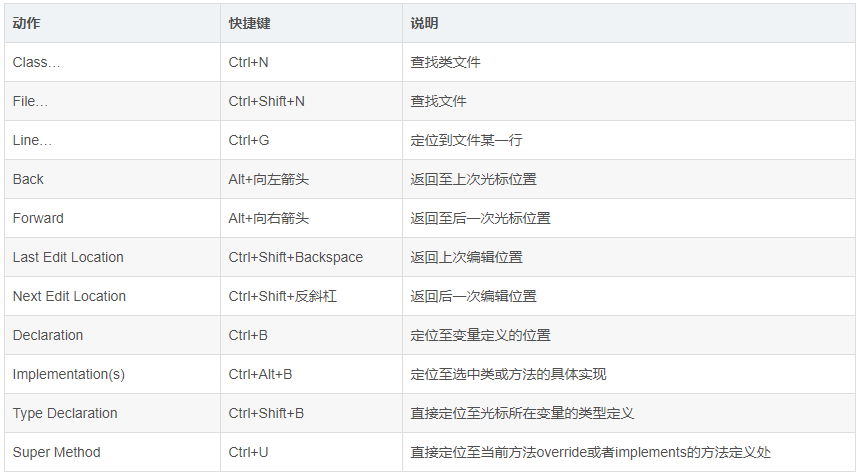 动作 快捷键 说明
Class… Ctrl+N 查找类文件
File… Ctrl+Shift+N 查找文件
Line… Ctrl+G 定位到文件某一行
Back Alt+向左箭头 返回至上次光标位置
Forward Alt+向右箭头 返回至后一次光标位置
Last Edit Location Ctrl+Shift+Backspace 返回上次编辑位置
Next Edit Location Ctrl+Shift+反斜杠 返回后一次编辑位置
Declaration Ctrl+B 定位至变量定义的位置
Implementation(s) Ctrl+Alt+B 定位至选中类或方法的具体实现
Type Declaration Ctrl+Shift+B 直接定位至光标所在变量的类型定义
Super Method Ctrl+U 直接定位至当前方法override或者implements的方法定义处